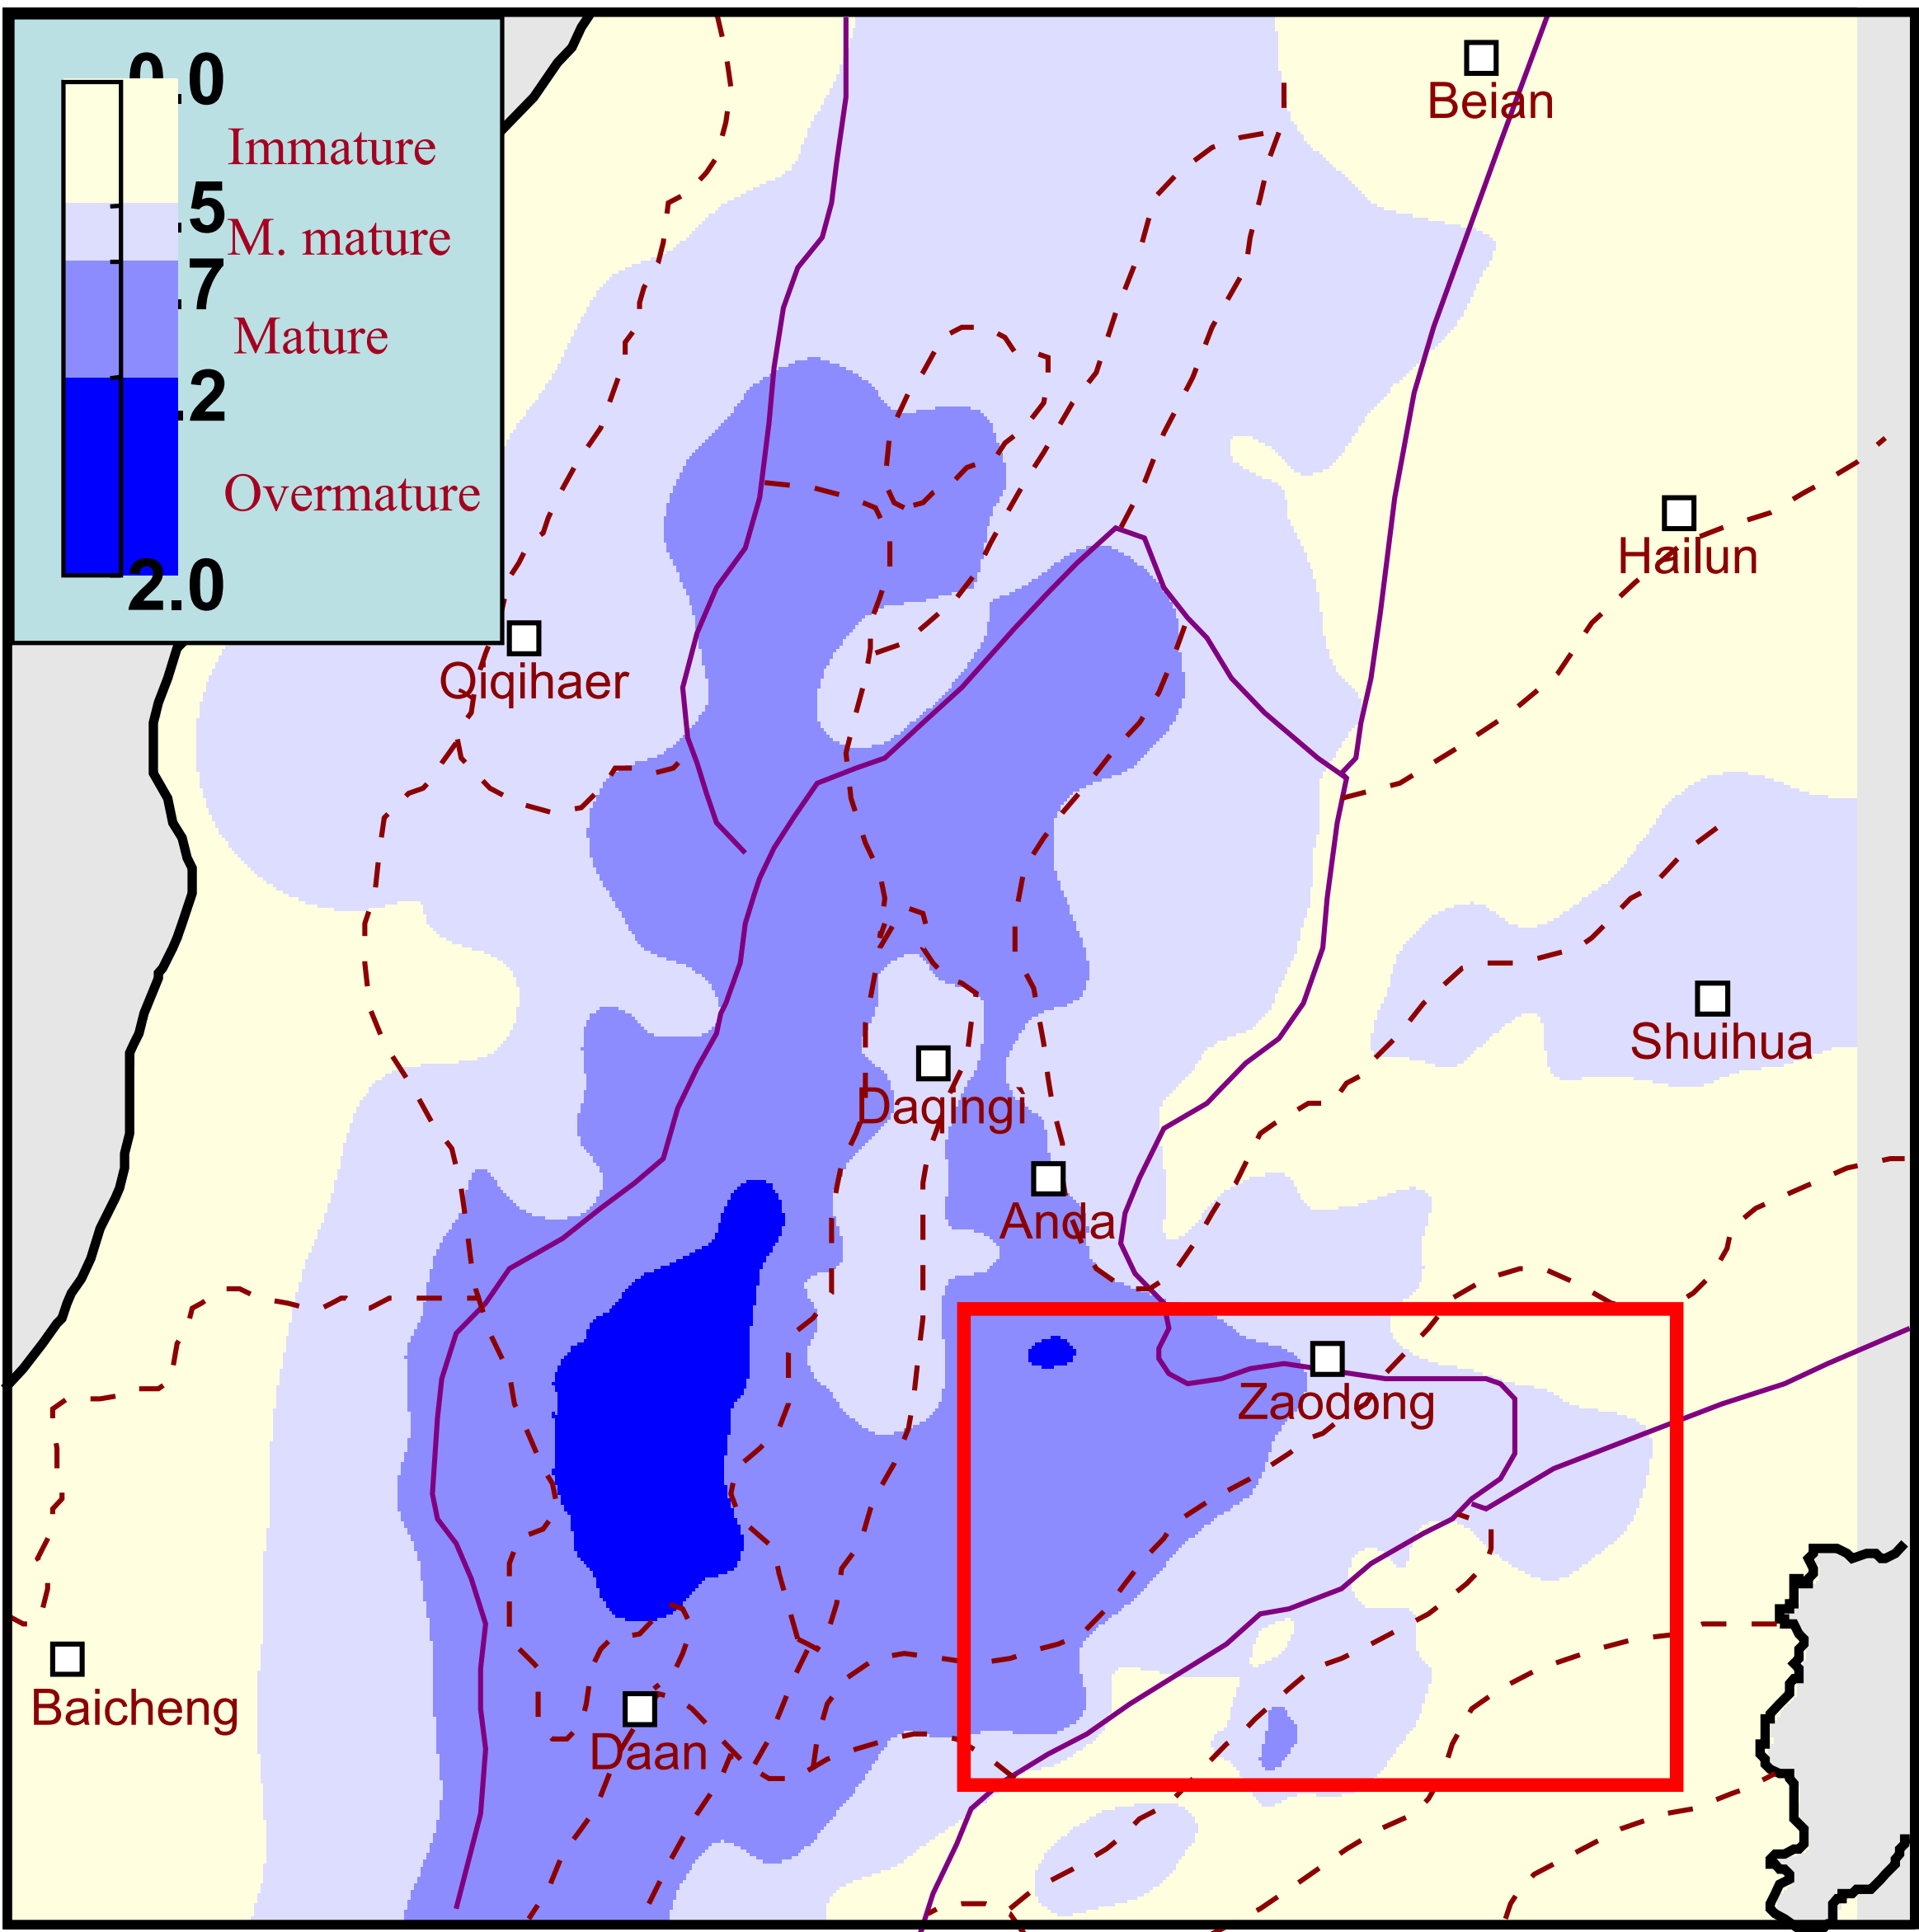 0.0
Immature
.5
M. mature
.7
Mature
.2
Overmature
2.0
Beian
Hailun
Qiqihaer
Shuihua
Daqingi
Anda
Zaodong
Baicheng
Daan